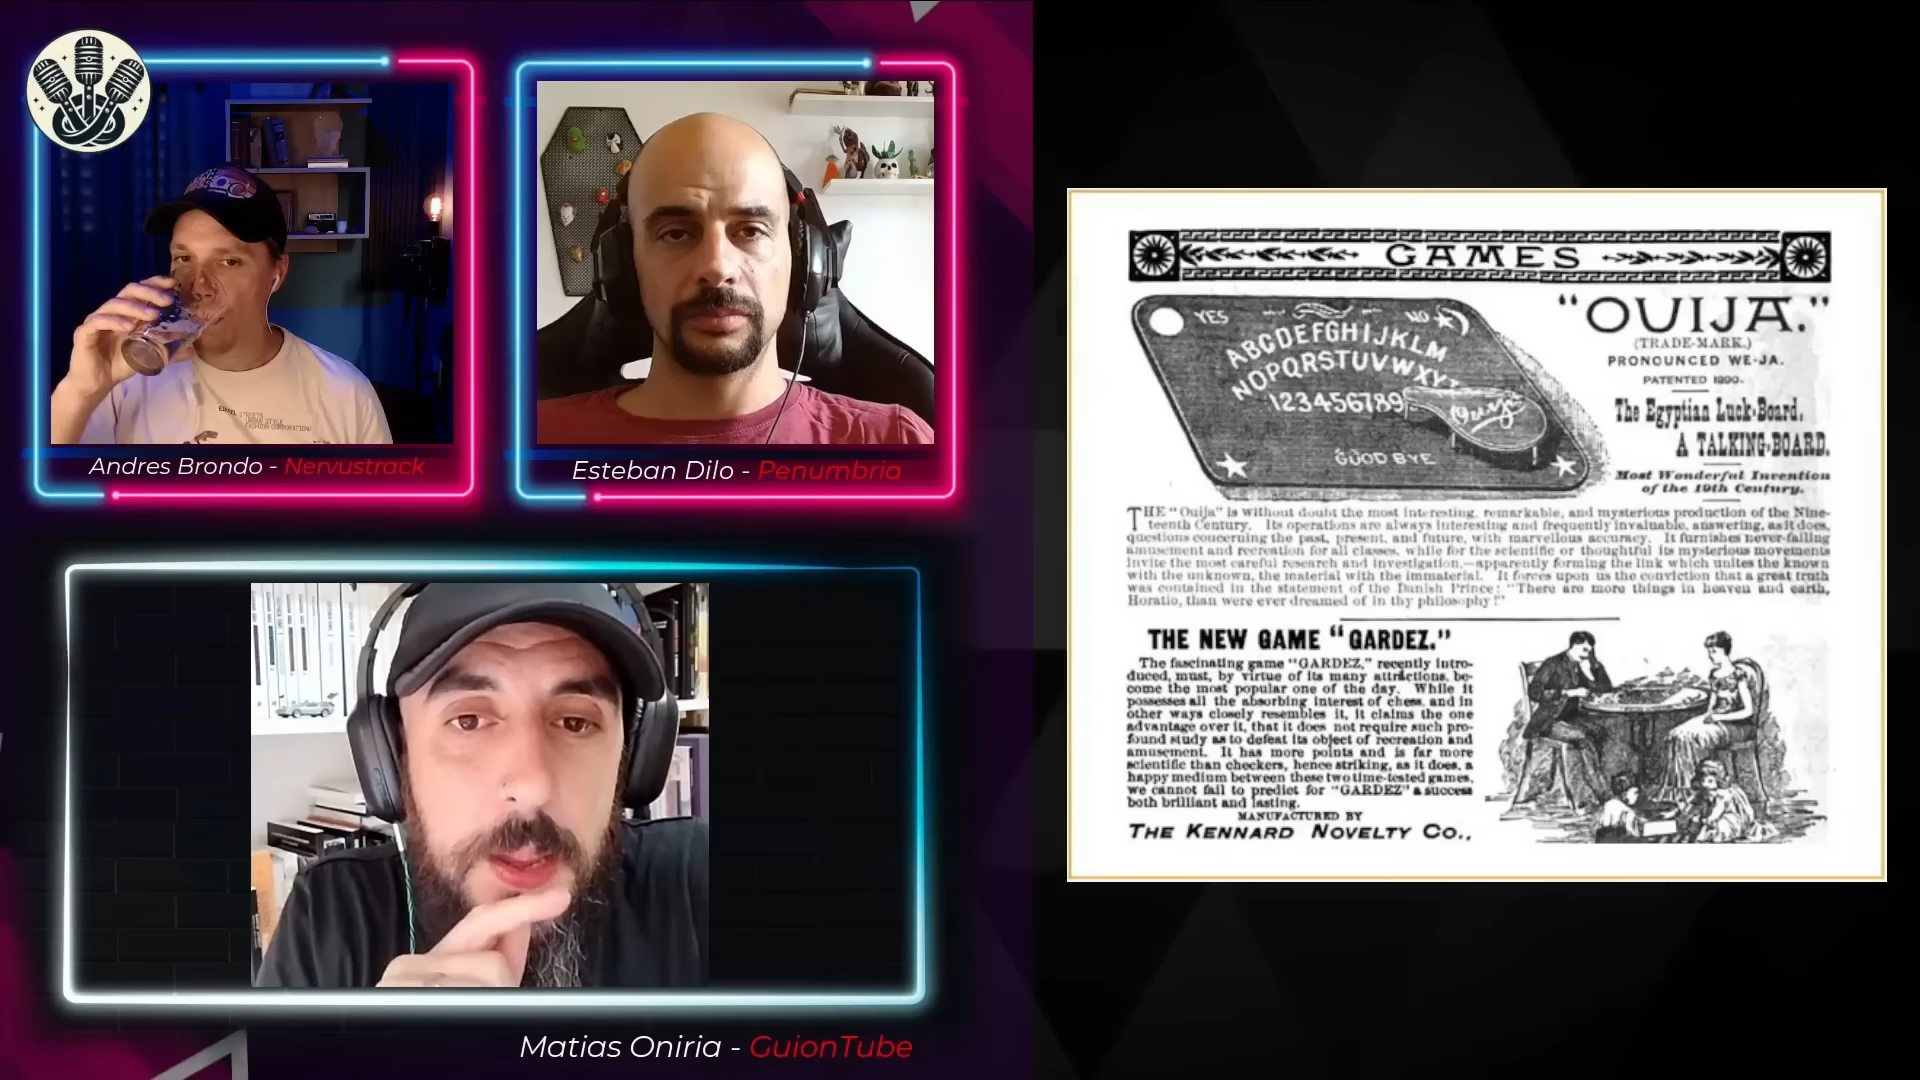 Andres Brondo - Nervustrack
Esteban Dilo - Penumbria
Matias Oniria - GuionTube
GAMES
YES
NO
ABCDEFGHIJKLM
NOPQRSTUVWXYZ
123456789
Ouija
GOOD BYE
"OUIJA."
(TRADE-MARK.)
PRONOUNCED WE-JA.
PATENTED 1890.
The Egyptian Luck-Board,
A TALKING-BOARD.
Most Wonderful Invention
of the 19th Century.
THE "Ouija" is without doubt the most interesting, remarkable, and mysterious production of the Nine-
teenth Century. Its operations are always interesting and frequently invaluable, answering, as it does,
questions concerning the past, present, and future, with marvellous accuracy. It furnishes never-failing
amusement and recreation for all classes, while for the scientific or thoughtful its mysterious movements
invite the most careful research and investigation,—apparently forming the link which unites the known
with the unknown, the material with the immaterial. It forces upon us the conviction that a great truth
was contained in the statement of the Danish Prince: "There are more things in heaven and earth,
Horatio, than were ever dreamed of in thy philosophy!"
THE NEW GAME "GARDEZ."
The fascinating game "GARDEZ," recently intro-
duced, must, by virtue of its many attractions, be-
come the most popular one of the day. While it
possesses all the absorbing interest of chess, and in
other ways closely resembles it, it claims the one
advantage over it, that it does not require such pro-
found study as to defeat its object of recreation and
amusement. It has more points and is far more
scientific than checkers, hence striking, as it does, a
happy medium between these two time-tested games,
we cannot fail to predict for "GARDEZ" a success
both brilliant and lasting.
MANUFACTURED BY
THE KENNARD NOVELTY CO.,